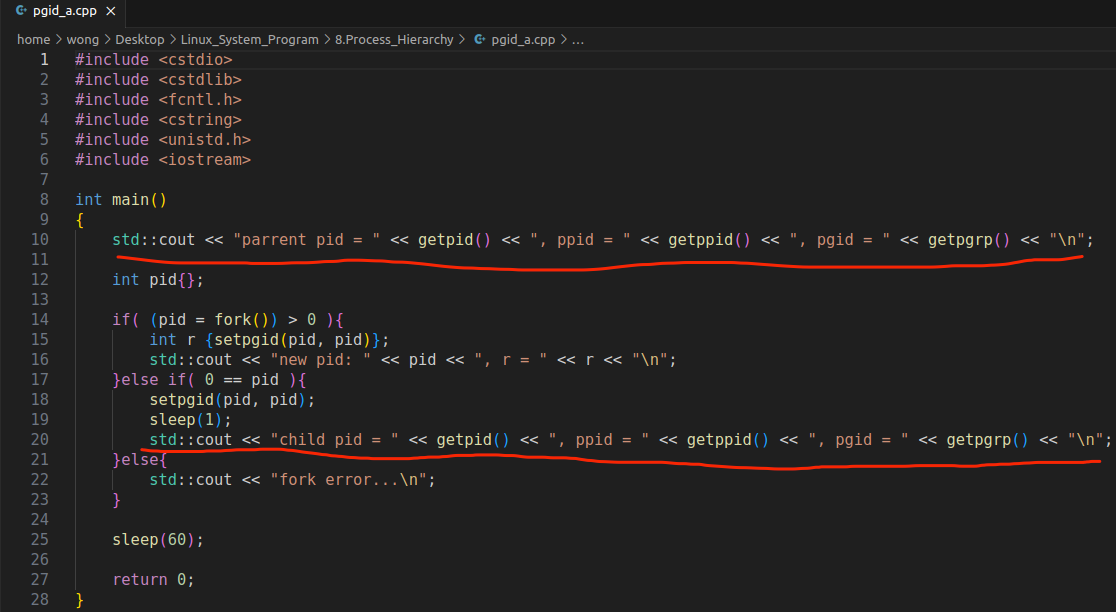 pgid_a.cpp ×
home > wong > Desktop > Linux_System_Program > 8.Process_Hierarchy > pgid_a.cpp > ...
1 #include <cstdio>
2 #include <cstdlib>
3 #include <fcntl.h>
4 #include <cstring>
5 #include <unistd.h>
6 #include <iostream>
7
8 int main()
9 {
10     std::cout << "parrent pid = " << getpid() << ", ppid = " << getppid() << ", pgid = " << getpgrp() << "\n";
11
12     int pid{};
13
14     if( (pid = fork()) > 0 ){
15         int r {setpgid(pid, pid)};
16         std::cout << "new pid: " << pid << ", r = " << r << "\n";
17     }else if( 0 == pid ){
18         setpgid(pid, pid);
19         sleep(1);
20         std::cout << "child pid = " << getpid() << ", ppid = " << getppid() << ", pgid = " << getpgrp() << "\n";
21     }else{
22         std::cout << "fork error...\n";
23     }
24
25     sleep(60);
26
27     return 0;
28 }